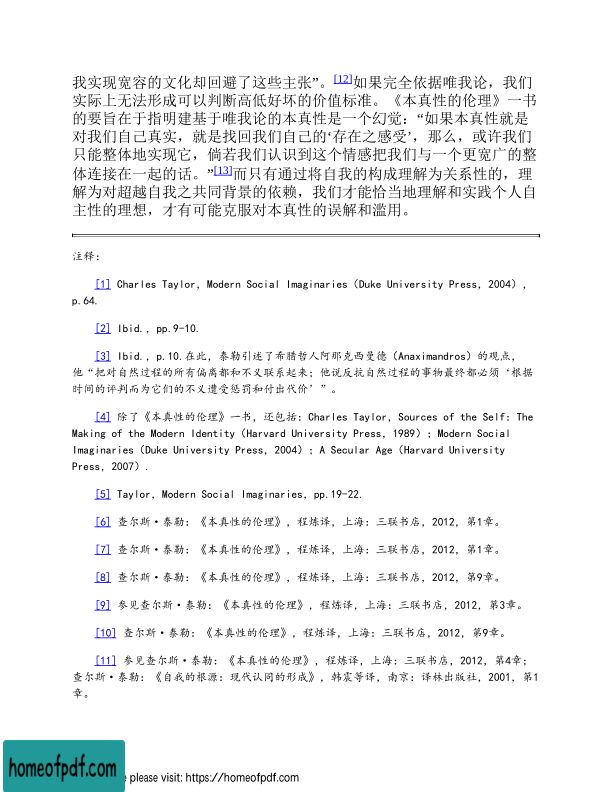 我实现宽容的文化却回避了这些主张”。[12]如果完全依据唯我论，我们
实际上无法形成可以判断高低好坏的价值标准。《本真性的伦理》一书
的要旨在于指明建基于唯我论的本真性是一个幻觉：“如果本真性就是
对我们自己真实，就是找回我们自己的‘存在之感受’，那么，或许我们
只能整体地实现它，倘若我们认识到这个情感把我们与一个更宽广的整
体连接在一起的话。”[13]而只有通过将自我的构成理解为关系性的，理
解为对超越自我之共同背景的依赖，我们才能恰当地理解和实践个人自
主性的理想，才有可能克服对本真性的误解和滥用。
注释：
[1] Charles Taylor, Modern Social Imaginaries（Duke University Press, 2004）,
p.64.
[2] Ibid., pp.9-10.
[3] Ibid., p.10.在此，泰勒引述了希腊哲人阿那克西曼德（Anaximandros）的观点，
他“把对自然过程的所有偏离都和不义联系起来；他说反抗自然过程的事物最终都必须‘根据
时间的评判而为它们的不义遭受惩罚和付出代价’”。
[4] 除了《本真性的伦理》一书，还包括：Charles Taylor, Sources of the Self: The
Making of the Modern Identity（Harvard University Press, 1989）; Modern Social
Imaginaries（Duke University Press, 2004）; A Secular Age（Harvard University
Press, 2007）.
[5] Taylor, Modern Social Imaginaries, pp.19-22.
[6] 查尔斯·泰勒：《本真性的伦理》，程炼译，上海：三联书店，2012，第1章。
[7] 查尔斯·泰勒：《本真性的伦理》，程炼译，上海：三联书店，2012，第1章。
[8] 查尔斯·泰勒：《本真性的伦理》，程炼译，上海：三联书店，2012，第9章。
[9] 参见查尔斯·泰勒：《本真性的伦理》，程炼译，上海：三联书店，2012，第3章。
[10] 查尔斯·泰勒：《本真性的伦理》，程炼译，上海：三联书店，2012，第9章。
[11] 参见查尔斯·泰勒：《本真性的伦理》，程炼译，上海：三联书店，2012，第4章；
查尔斯·泰勒：《自我的根源：现代认同的形成》，韩震等译，南京：译林出版社，2001，第1
章。
homeofpdf.com
e please visit: https://homeofpdf.com